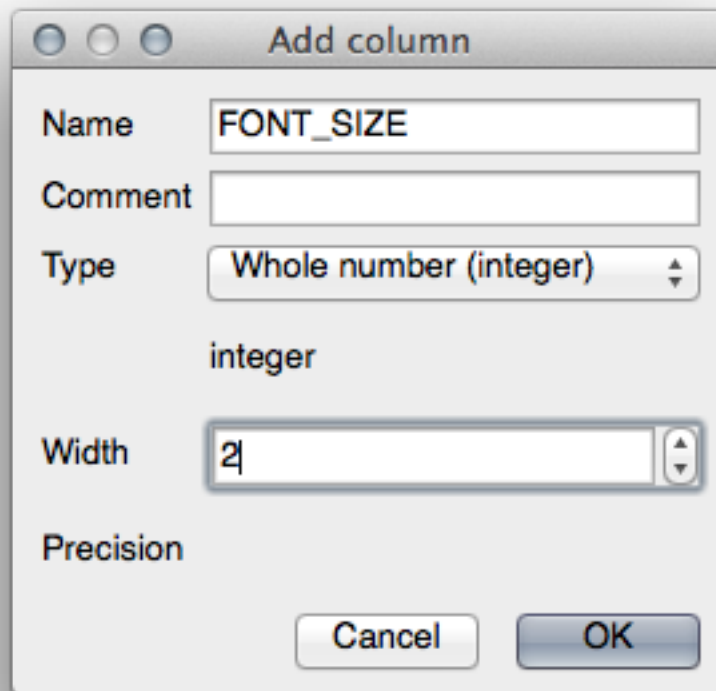 Add column
Name FONT_SIZE
Comment
Type Whole number (integer)
integer
Width 2
Precision
Cancel OK